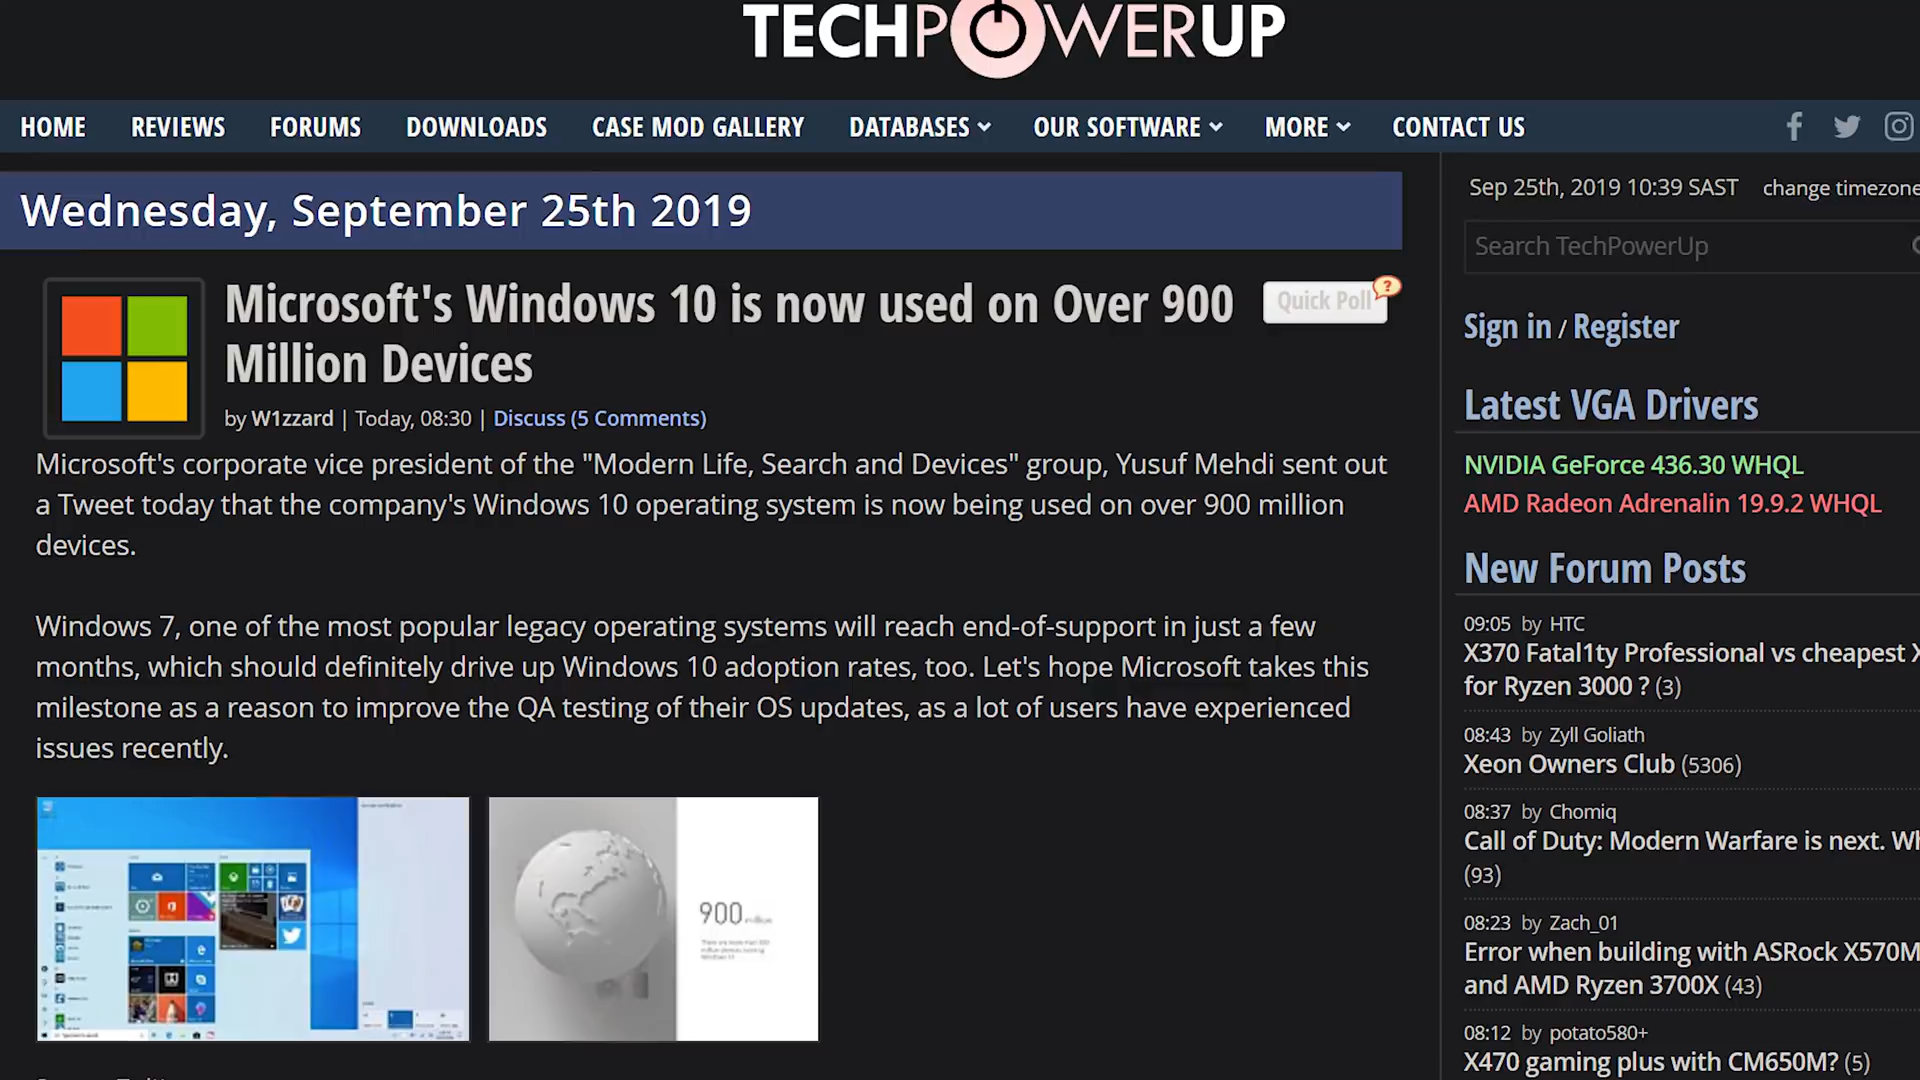 TECHPOWERUP
HOME REVIEWS FORUMS DOWNLOADS CASE MOD GALLERY DATABASES OUR SOFTWARE MORE CONTACT US
Wednesday, September 25th 2019
Microsoft's Windows 10 is now used on Over 900
Million Devices
Quick Poll
?
by W1zzard | Today, 08:30 | Discuss (5 Comments)
Microsoft's corporate vice president of the "Modern Life, Search and Devices" group, Yusuf Mehdi sent out
a Tweet today that the company's Windows 10 operating system is now being used on over 900 million
devices.
Windows 7, one of the most popular legacy operating systems will reach end-of-support in just a few
months, which should definitely drive up Windows 10 adoption rates, too. Let's hope Microsoft takes this
milestone as a reason to improve the QA testing of their OS updates, as a lot of users have experienced
issues recently.
900 million
Sep 25th, 2019 10:39 SAST change timezone
Search TechPowerUp
Sign in / Register
Latest VGA Drivers
NVIDIA GeForce 436.30 WHQL
AMD Radeon Adrenalin 19.9.2 WHQL
New Forum Posts
09:05 by HTC
X370 Fatal1ty Professional vs cheapest X
for Ryzen 3000 ? (3)
08:43 by Zyll Goliath
Xeon Owners Club (5306)
08:37 by Chomiq
Call of Duty: Modern Warfare is next. Wh
(93)
08:23 by Zach_01
Error when building with ASRock X570M
and AMD Ryzen 3700X (43)
08:12 by potato580+
X470 gaming plus with CM650M? (5)